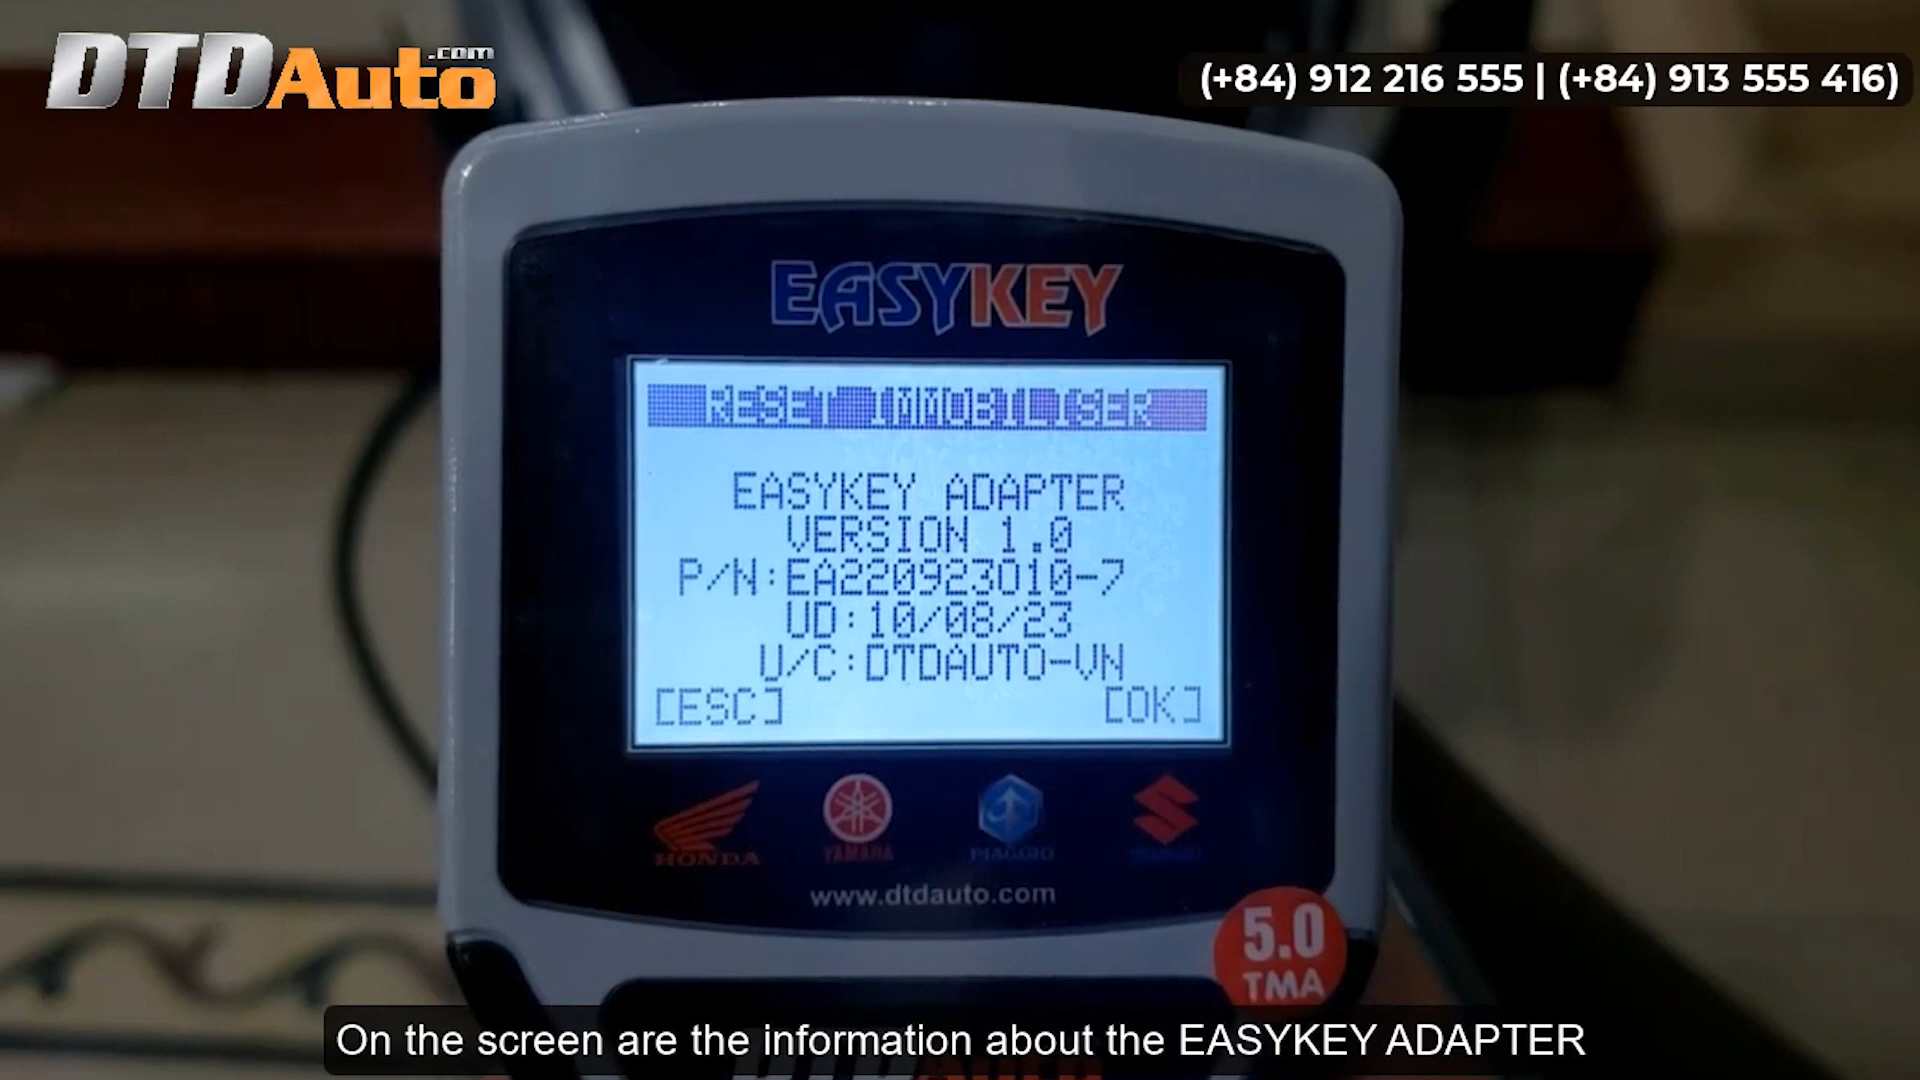 DTDAuto.com
(+84) 912 216 555 | (+84) 913 555 416)
EASYKEY
RESET IMMOBILISER
EASYKEY ADAPTER
VERSION 1.0
P/N:EA220923010-7
UD:10/08/23
U/C:DTDAUTO-VN
[ESC] [OK]
HONDA YAMAHA PIAGGIO
www.dtdauto.com
5.0
TMA
On the screen are the information about the EASYKEY ADAPTER